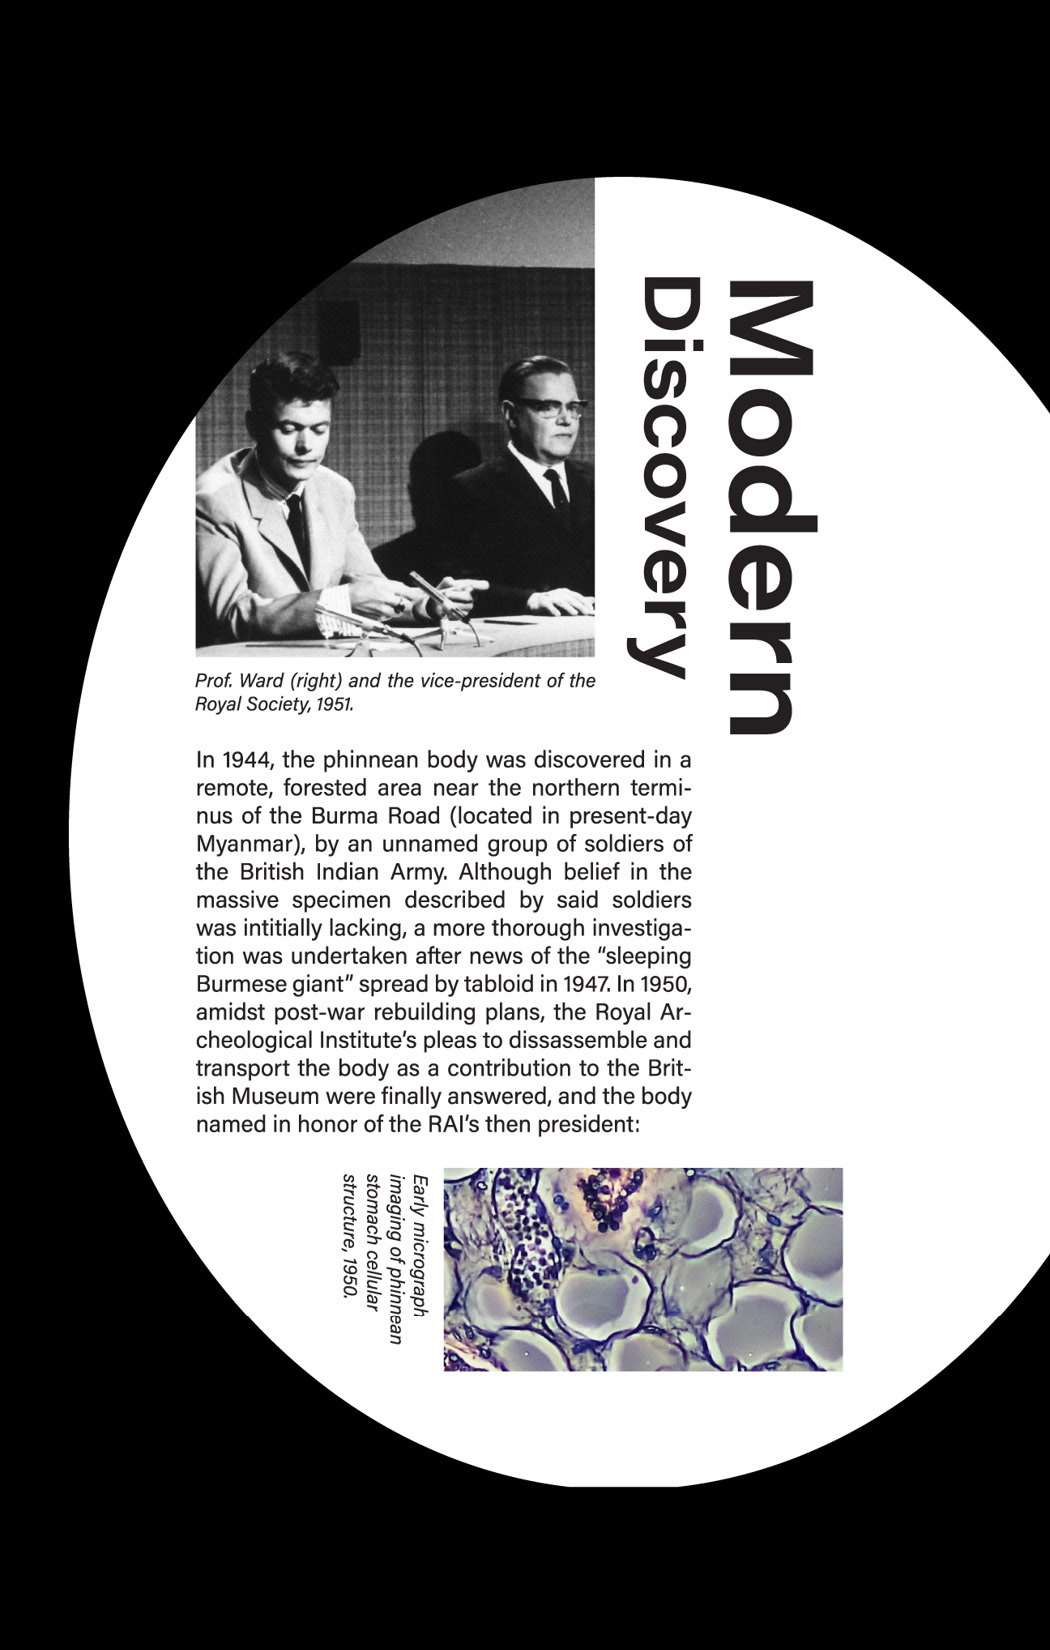 Modern
Discovery
Prof. Ward (right) and the vice-president of the
Royal Society, 1951.
In 1944, the phinnean body was discovered in a
remote, forested area near the northern termi-
nus of the Burma Road (located in present-day
Myanmar), by an unnamed group of soldiers of
the British Indian Army. Although belief in the
massive specimen described by said soldiers
was intitially lacking, a more thorough investiga-
tion was undertaken after news of the “sleeping
Burmese giant” spread by tabloid in 1947. In 1950,
amidst post-war rebuilding plans, the Royal Ar-
cheological Institute’s pleas to dissassemble and
transport the body as a contribution to the Brit-
ish Museum were finally answered, and the body
named in honor of the RAI’s then president:
Early micrograph
imaging of phinnean
stomach cellular
structure, 1950.